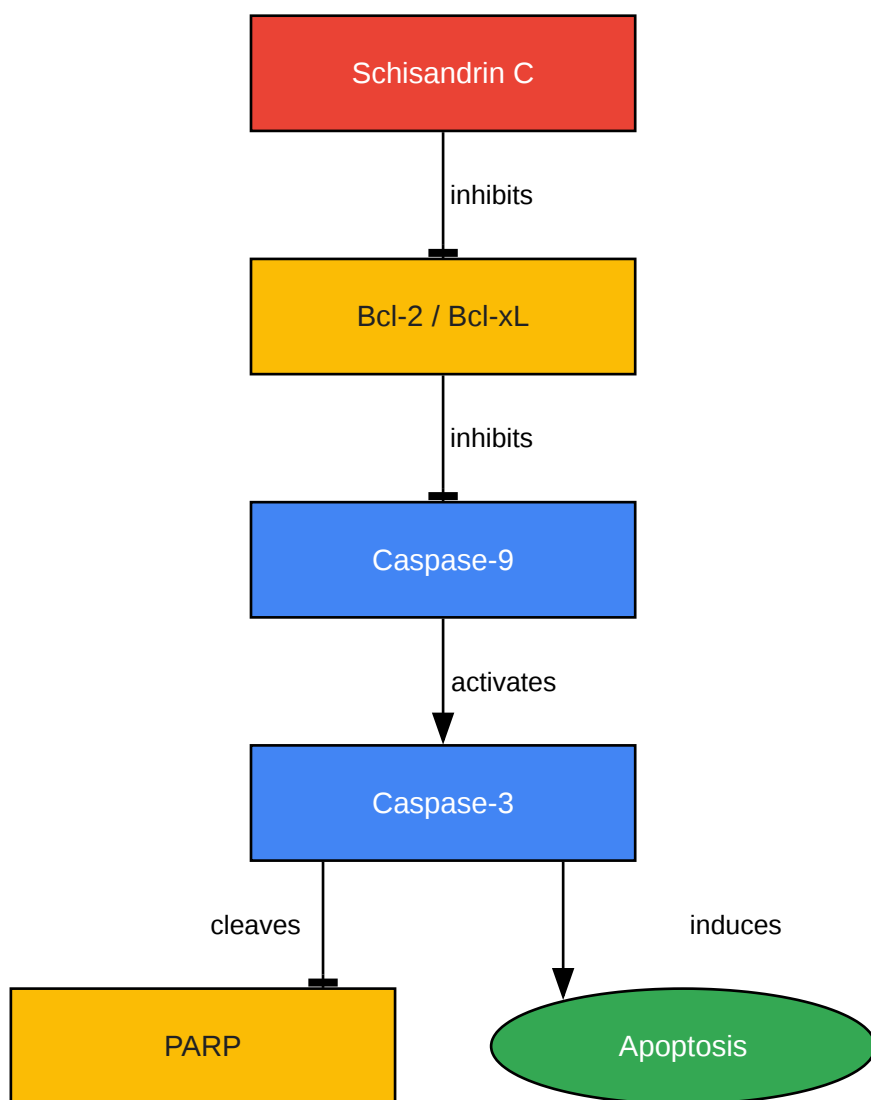 Schisandrin C
inhibits
Bcl-2 / Bcl-xL
inhibits
Caspase-9
activates
Caspase-3
cleaves
induces
PARP
Apoptosis